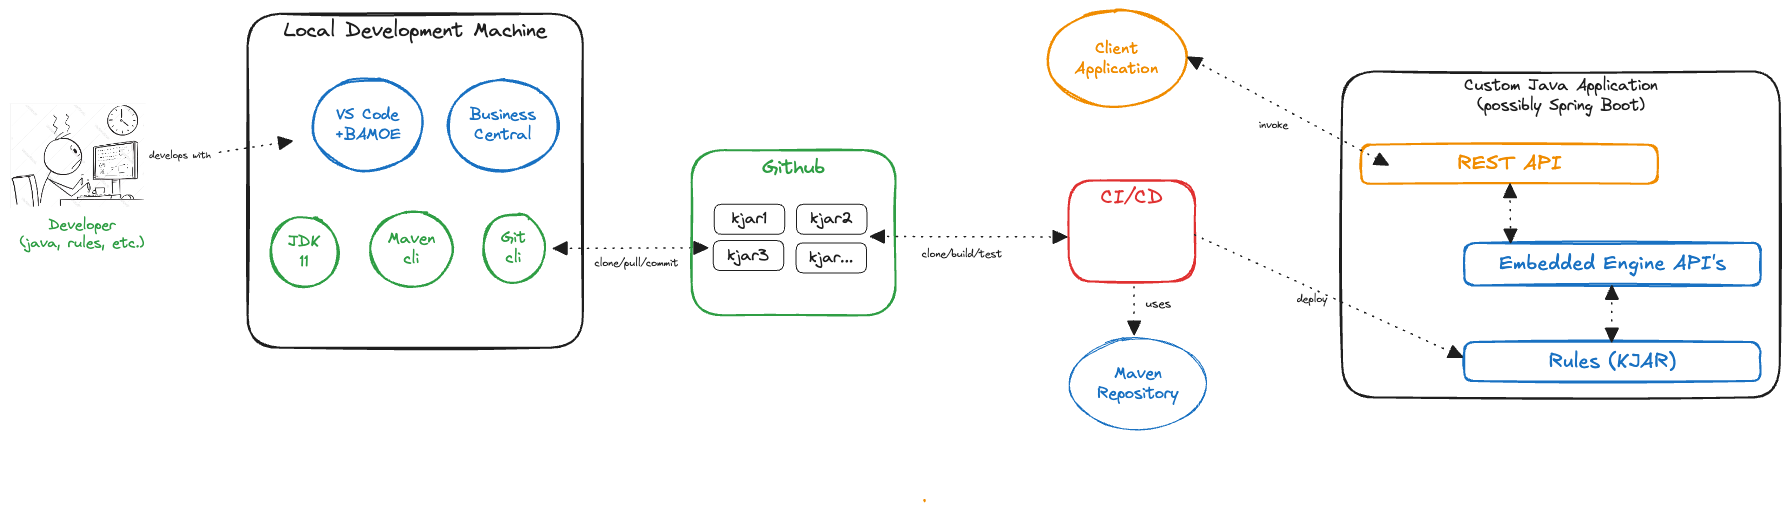 Local Development Machine
VS Code
+BAMOE
Business
Central
develops with
Developer
(java, rules, etc.)
JDK
11
Maven
cli
Git
cli
clone/pull/commit
Github
kjar1
kjar2
kjar3
kjar...
clone/build/test
Client
Application
invoke
CI/CD
uses
Maven
Repository
deploy
Custom Java Application
(possibly Spring Boot)
REST API
Embedded Engine API's
Rules (KJAR)